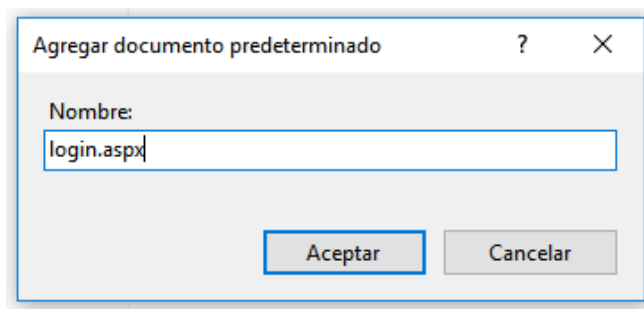 Agregar documento predeterminado ?
Nombre:
login.aspx
Aceptar Cancelar